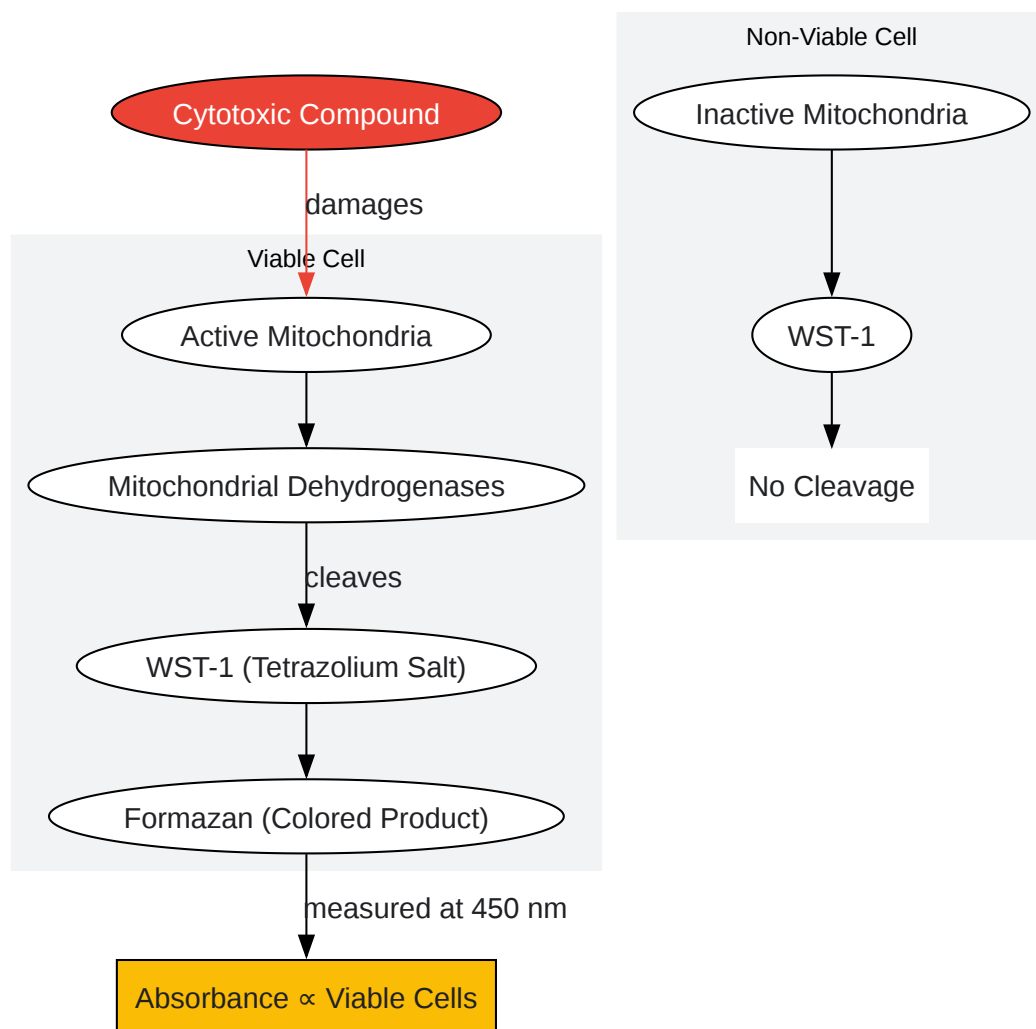 Non-Viable Cell
Cytotoxic Compound
Inactive Mitochondria
damages
Viable Cell
Active Mitochondria
WST-1
Mitochondrial Dehydrogenases
No Cleavage
cleaves
WST-1 (Tetrazolium Salt)
Formazan (Colored Product)
measured at 450 nm
Absorbance ∝ Viable Cells